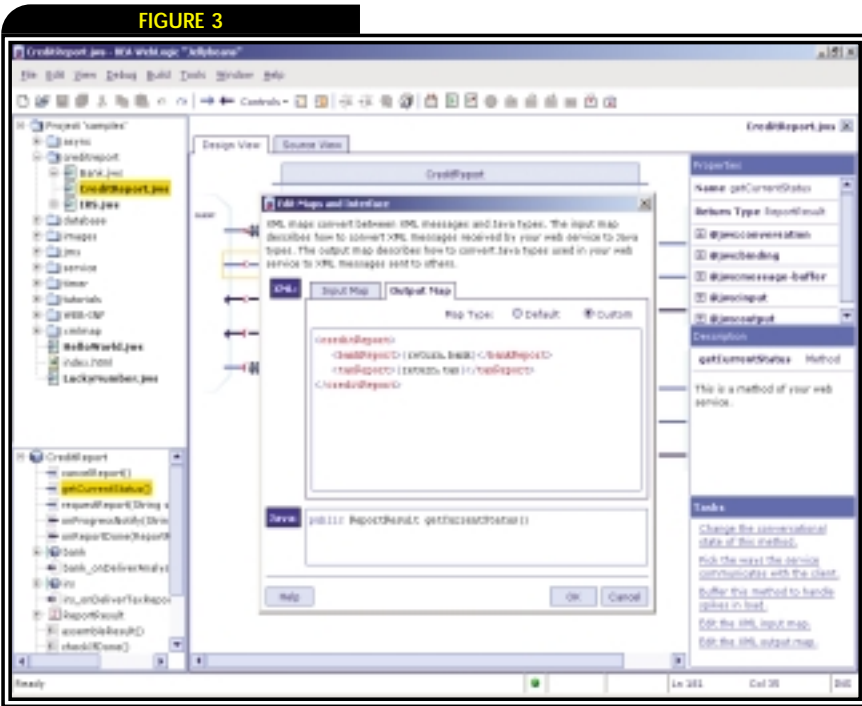 FIGURE 3
CreditReport.jws - BEA WebLogic "Jellybeans"
File Edit View Debug Build Tools Window Help
Controls
Project "samples"
async
creditreport
Bank.jws
CreditReport.jws
IRS.jws
database
images
jms
service
timer
tutorials
WEB-INF
xmlmap
HelloWorld.jws
index.html
LuckyNumber.jws
CreditReport
cancelReport()
getCurrentStatus()
requestReport(String s
onProgressNotify(Strin
onReportDone(ReportR
bank
bank_onDeliverAnalys
irs
irs_onDeliverTaxRepor
ReportResult
assembleResult()
checkIfDone()
Design View Source View
CreditReport
Edit Maps and Interface
XML maps convert between XML messages and Java types. The input map
describes how to convert XML messages received by your web service to Java
types. The output map describes how to convert Java types used in your web
service to XML messages sent to others.
XML:
Input Map Output Map
Map Type: Default Custom
<creditReport>
<bankReport>{return.bank}</bankReport>
<taxReport>{return.tax}</taxReport>
</creditReport>
Java:
public ReportResult getCurrentStatus()
Help OK Cancel
CreditReport.jws
Properties
Name getCurrentStatus
Return Type ReportResult
@jws:conversation
@jws:binding
@jws:message-buffer
@jws:input
@jws:output
Description
getCurrentStatus Method
This is a method of your web
service.
Tasks
Change the conversational
state of this method.
Pick the ways the service
communicates with the client.
Buffer this method to handle
spikes in load.
Edit the XML input map.
Edit the XML output map.
Ready
Ln 181 Col 35 INS